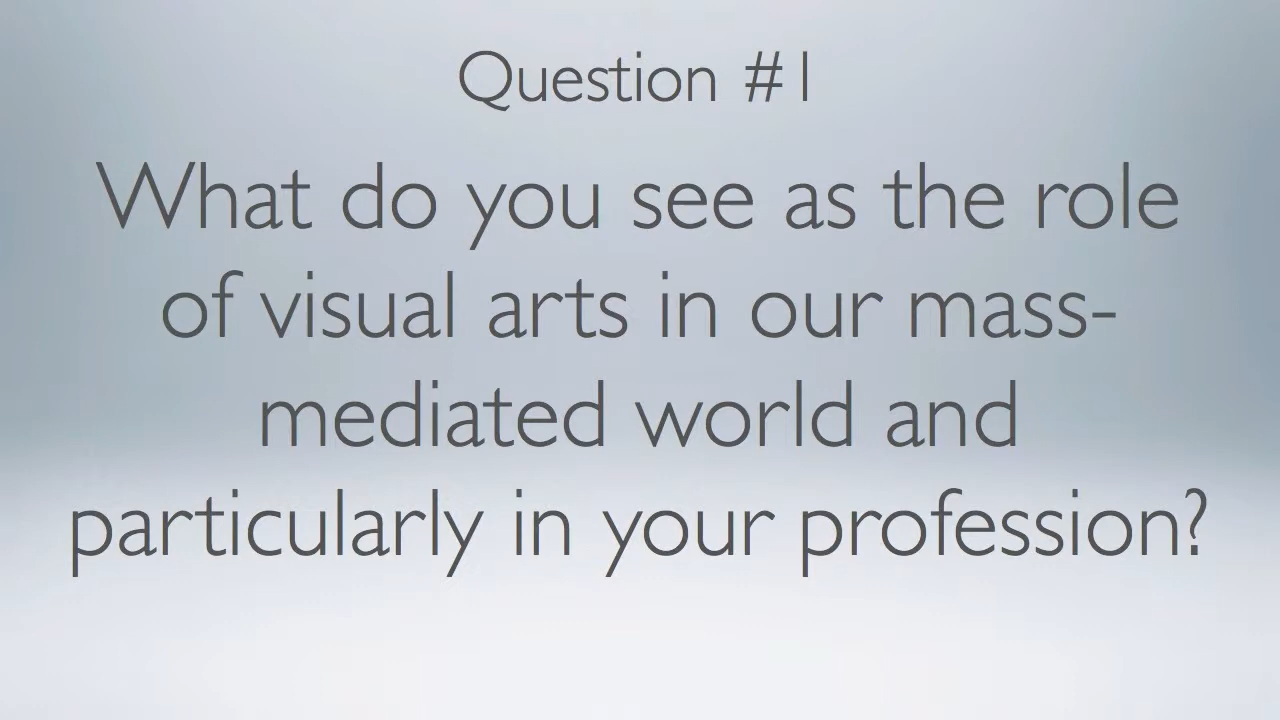 Question #1
What do you see as the role
of visual arts in our mass-
mediated world and
particularly in your profession?